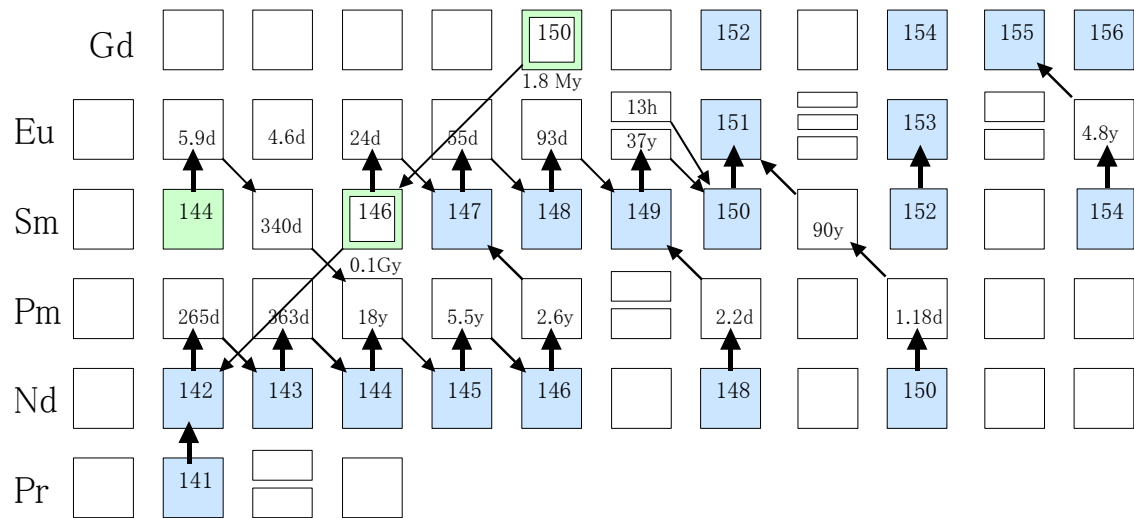 Gd 150 152 154 155 156
1.8 My
Eu 5.9d 4.6d 24d 55d 93d 13h 37y 151 153 4.8y
Sm 144 340d 146 147 148 149 150 90y 152 154
0.1Gy
Pm 265d 363d 18y 5.5y 2.6y 2.2d 1.18d
Nd 142 143 144 145 146 148 150
Pr 141